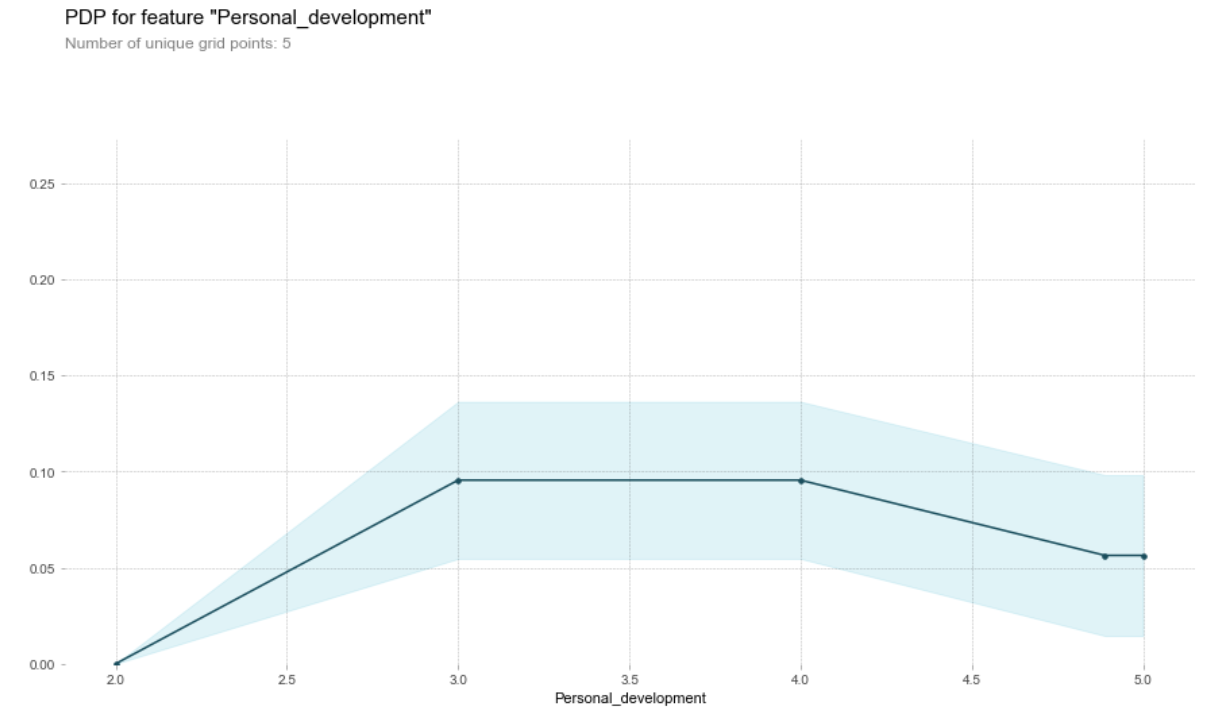 PDP for feature "Personal_development"
Number of unique grid points: 5
0.25
0.20
0.15
0.10
0.05
0.00
2.0 2.5 3.0 3.5 4.0 4.5 5.0
Personal_development